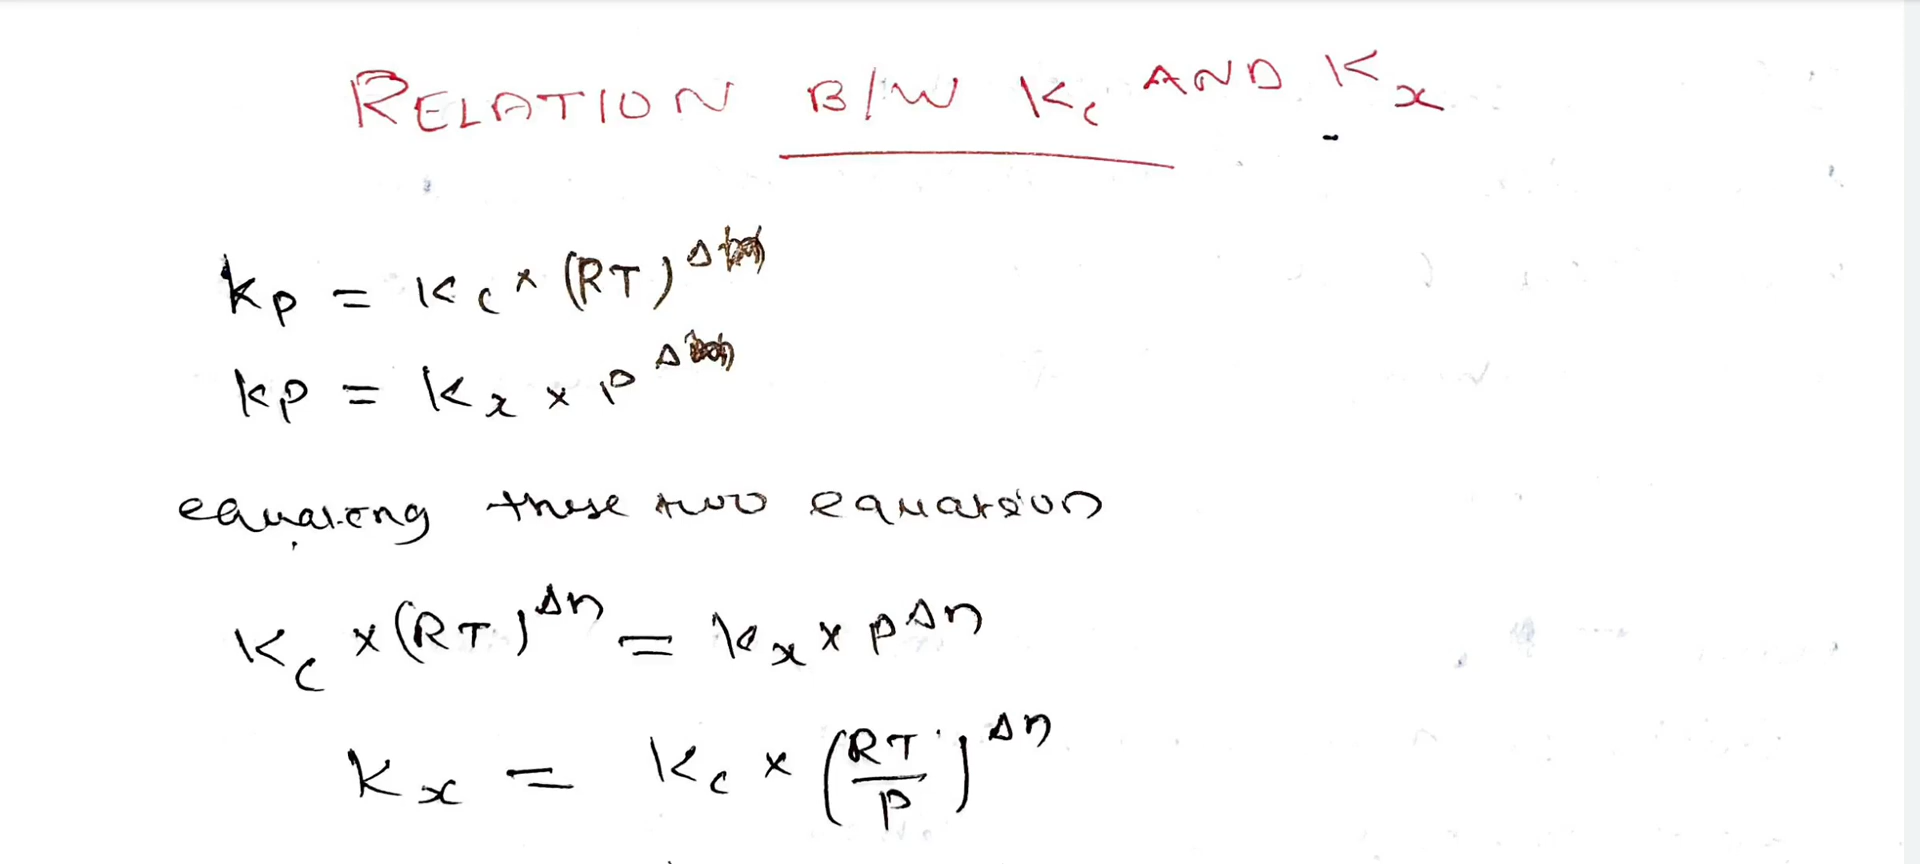 RELATION B/W Kc AND Kx
kp = Kc × (RT)^Δn
kp = Kx × P^Δn
equating these two equation
Kc × (RT)^Δn = Kx × P^Δn
Kx = Kc × (RT/P)^Δn